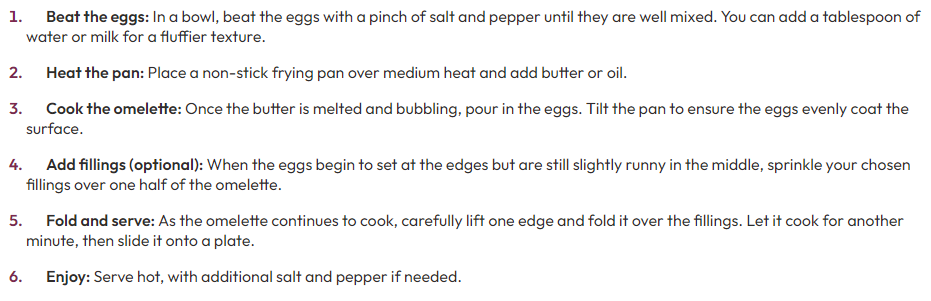 1. Beat the eggs: In a bowl, beat the eggs with a pinch of salt and pepper until they are well mixed. You can add a tablespoon of
water or milk for a fluffier texture.
2. Heat the pan: Place a non-stick frying pan over medium heat and add butter or oil.
3. Cook the omelette: Once the butter is melted and bubbling, pour in the eggs. Tilt the pan to ensure the eggs evenly coat the
surface.
4. Add fillings (optional): When the eggs begin to set at the edges but are still slightly runny in the middle, sprinkle your chosen
fillings over one half of the omelette.
5. Fold and serve: As the omelette continues to cook, carefully lift one edge and fold it over the fillings. Let it cook for another
minute, then slide it onto a plate.
6. Enjoy: Serve hot, with additional salt and pepper if needed.